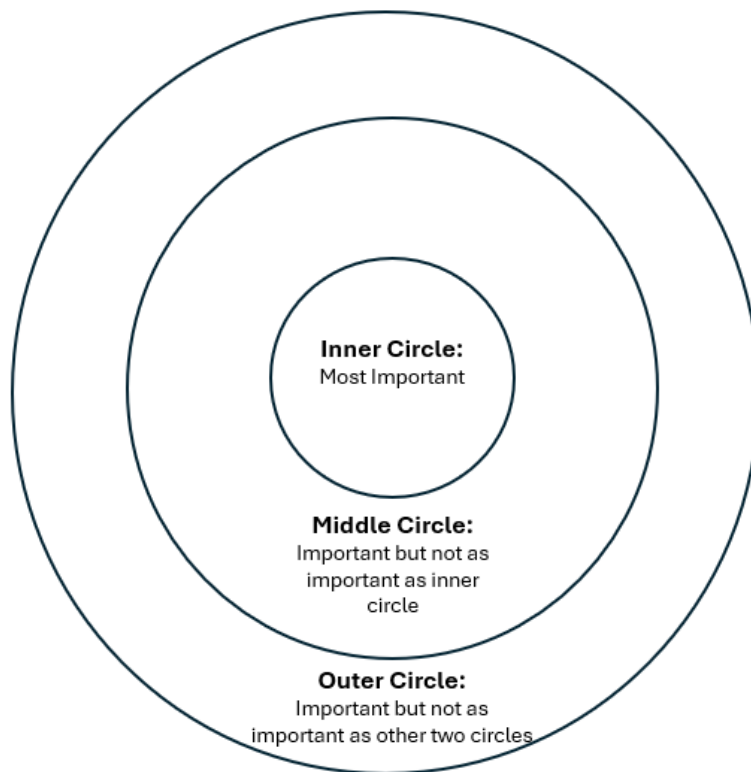 Inner Circle:
Most Important
Middle Circle:
Important but not as
important as inner
circle
Outer Circle:
Important but not as
important as other two circles